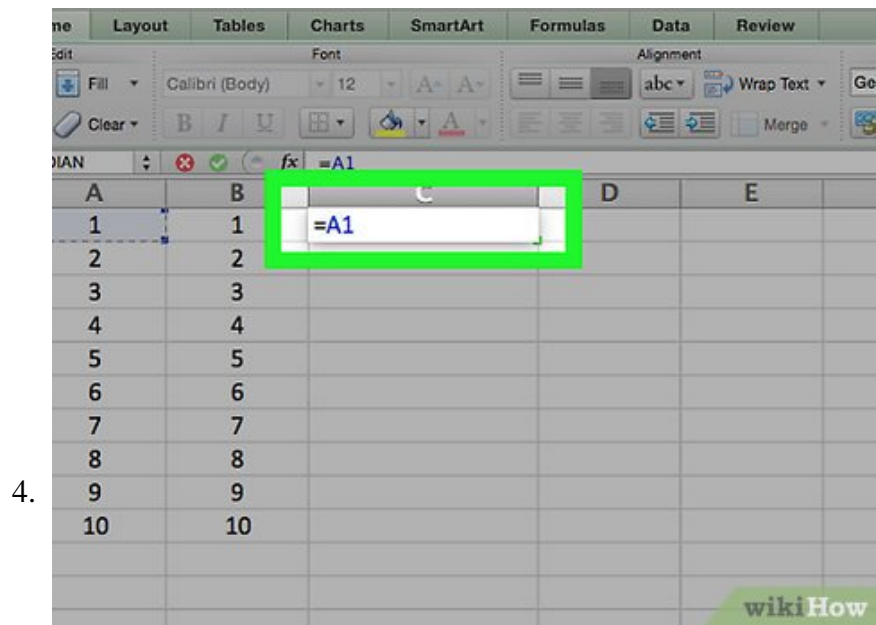 me Layout Tables Charts SmartArt Formulas Data Review
Edit Font Alignment
Fill Calibri (Body) 12 A A abc Wrap Text Ge
Clear B I U A Merge
DIAN fx =A1
A B C D E
1 1 =A1
2 2
3 3
4 4
5 5
6 6
7 7
8 8
4. 9 9
10 10
wikiHow